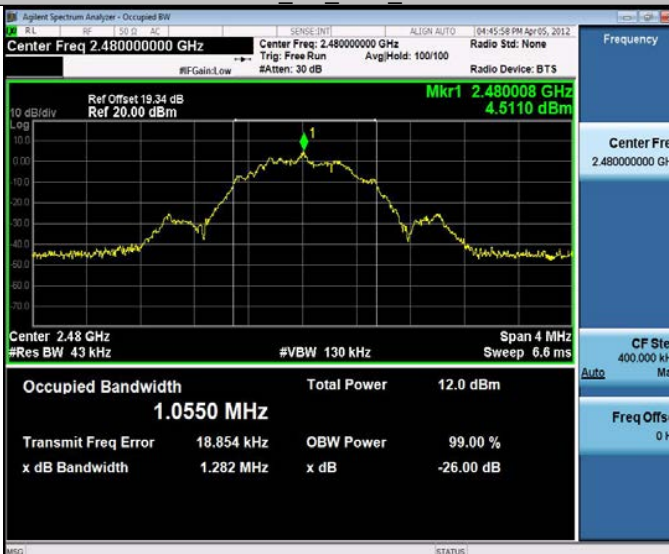 Agilent Spectrum Analyzer - Occupied BW
RL RF 50 Ω AC SENSE:INT ALIGN AUTO 04:45:58 PM Apr 05, 2012
Center Freq 2.480000000 GHz
Center Freq: 2.480000000 GHz
Radio Std: None
Trig: Free Run Avg|Hold: 100/100
#IFGain:Low
#Atten: 30 dB
Radio Device: BTS
Frequency
Mkr1 2.480008 GHz
4.5110 dBm
Ref Offset 19.34 dB
10 dB/div Ref 20.00 dBm
Log
1
10.0
0.00
-10.0
-20.0
-30.0
-40.0
-50.0
-60.0
-70.0
Center Fre
2.480000000 GH
Center 2.48 GHz Span 4 MHz
#Res BW 43 kHz #VBW 130 kHz Sweep 6.6 ms
CF Ste
400.000 kH
Auto Ma
Occupied Bandwidth Total Power 12.0 dBm
1.0550 MHz
Transmit Freq Error 18.854 kHz OBW Power 99.00 %
x dB Bandwidth 1.282 MHz x dB -26.00 dB
Freq Offs
0 H
MSG STATUS